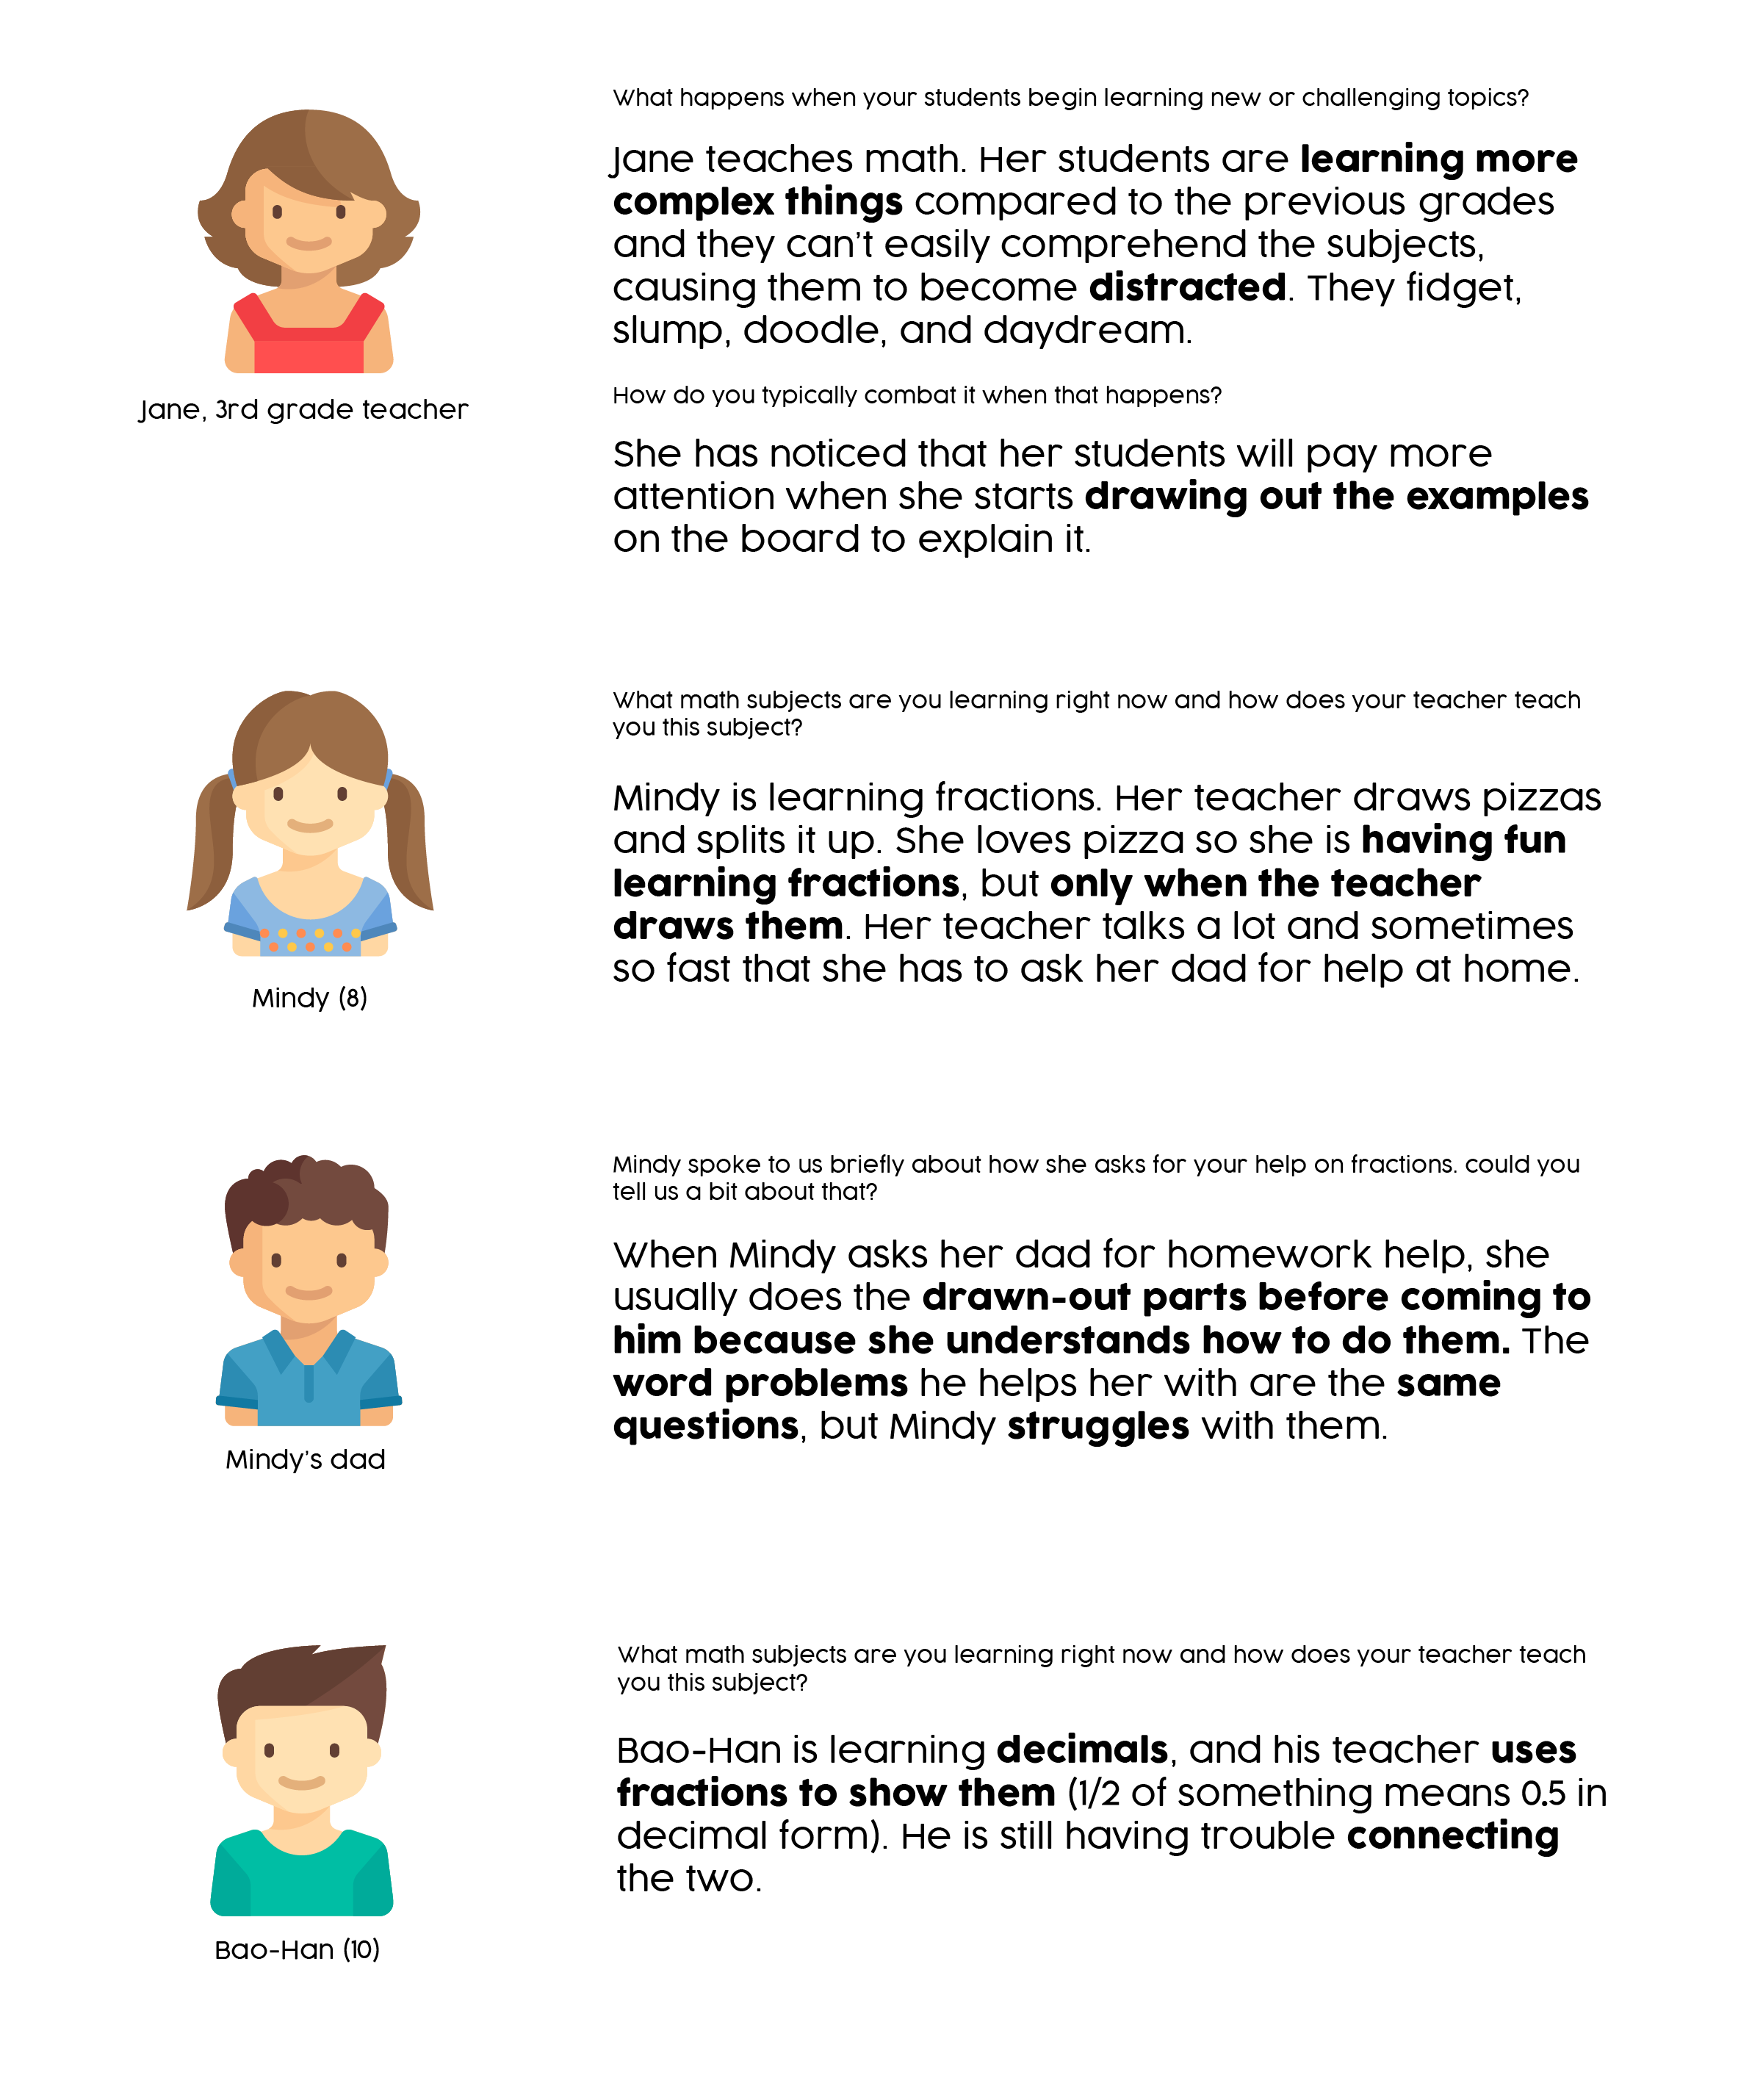 What happens when your students begin learning new or challenging topics?
Jane teaches math. Her students are learning more
complex things compared to the previous grades
and they can't easily comprehend the subjects,
causing them to become distracted. They fidget,
slump, doodle, and daydream.
Jane, 3rd grade teacher
How do you typically combat it when that happens?
She has noticed that her students will pay more
attention when she starts drawing out the examples
on the board to explain it.
What math subjects are you learning right now and how does your teacher teach
you this subject?
Mindy is learning fractions. Her teacher draws pizzas
and splits it up. She loves pizza so she is having fun
learning fractions, but only when the teacher
draws them. Her teacher talks a lot and sometimes
so fast that she has to ask her dad for help at home.
Mindy (8)
Mindy spoke to us briefly about how she asks for your help on fractions. could you
tell us a bit about that?
When Mindy asks her dad for homework help, she
usually does the drawn-out parts before coming to
him because she understands how to do them. The
word problems he helps her with are the same
questions, but Mindy struggles with them.
Mindy's dad
What math subjects are you learning right now and how does your teacher teach
you this subject?
Bao-Han is learning decimals, and his teacher uses
fractions to show them (1/2 of something means 0.5 in
decimal form). He is still having trouble connecting
the two.
Bao-Han (10)